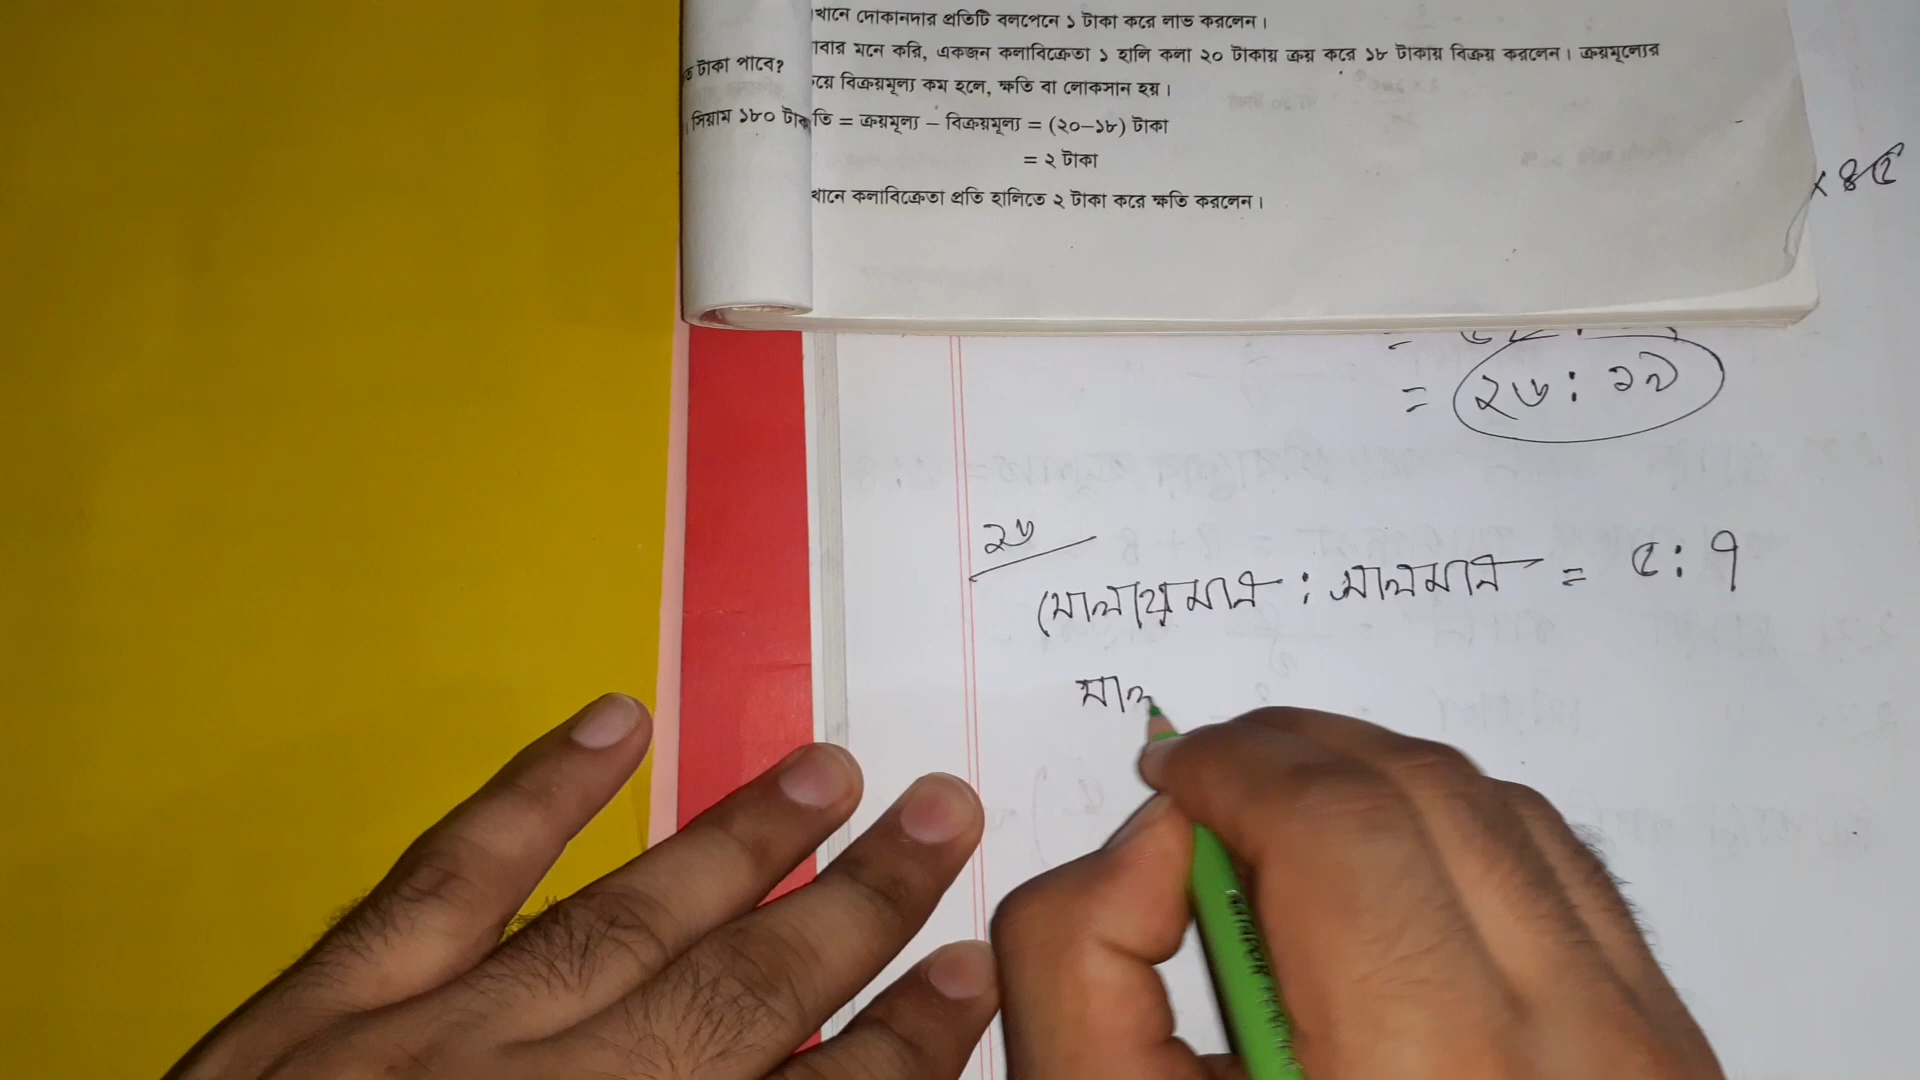 খানে দোকানদার প্রতিটি বলপেনে ১ টাকা করে লাভ করলেন।
াবার মনে করি, একজন কলাবিক্রেতা ১ হালি কলা ২০ টাকায় ক্রয় করে ১৮ টাকায় বিক্রয় করলেন। ক্রয়মূল্যের
ত টাকা পাবে?
য়ে বিক্রয়মূল্য কম হলে, ক্ষতি বা লোকসান হয়।
। সিয়াম ১৮০ টাক
তি = ক্রয়মূল্য – বিক্রয়মূল্য = (২০–১৮) টাকা
= ২ টাকা
খানে কলাবিক্রেতা প্রতি হালিতে ২ টাকা করে ক্ষতি করলেন।
= ২৬ : ১৯
২৬
: = ৫ : ৭